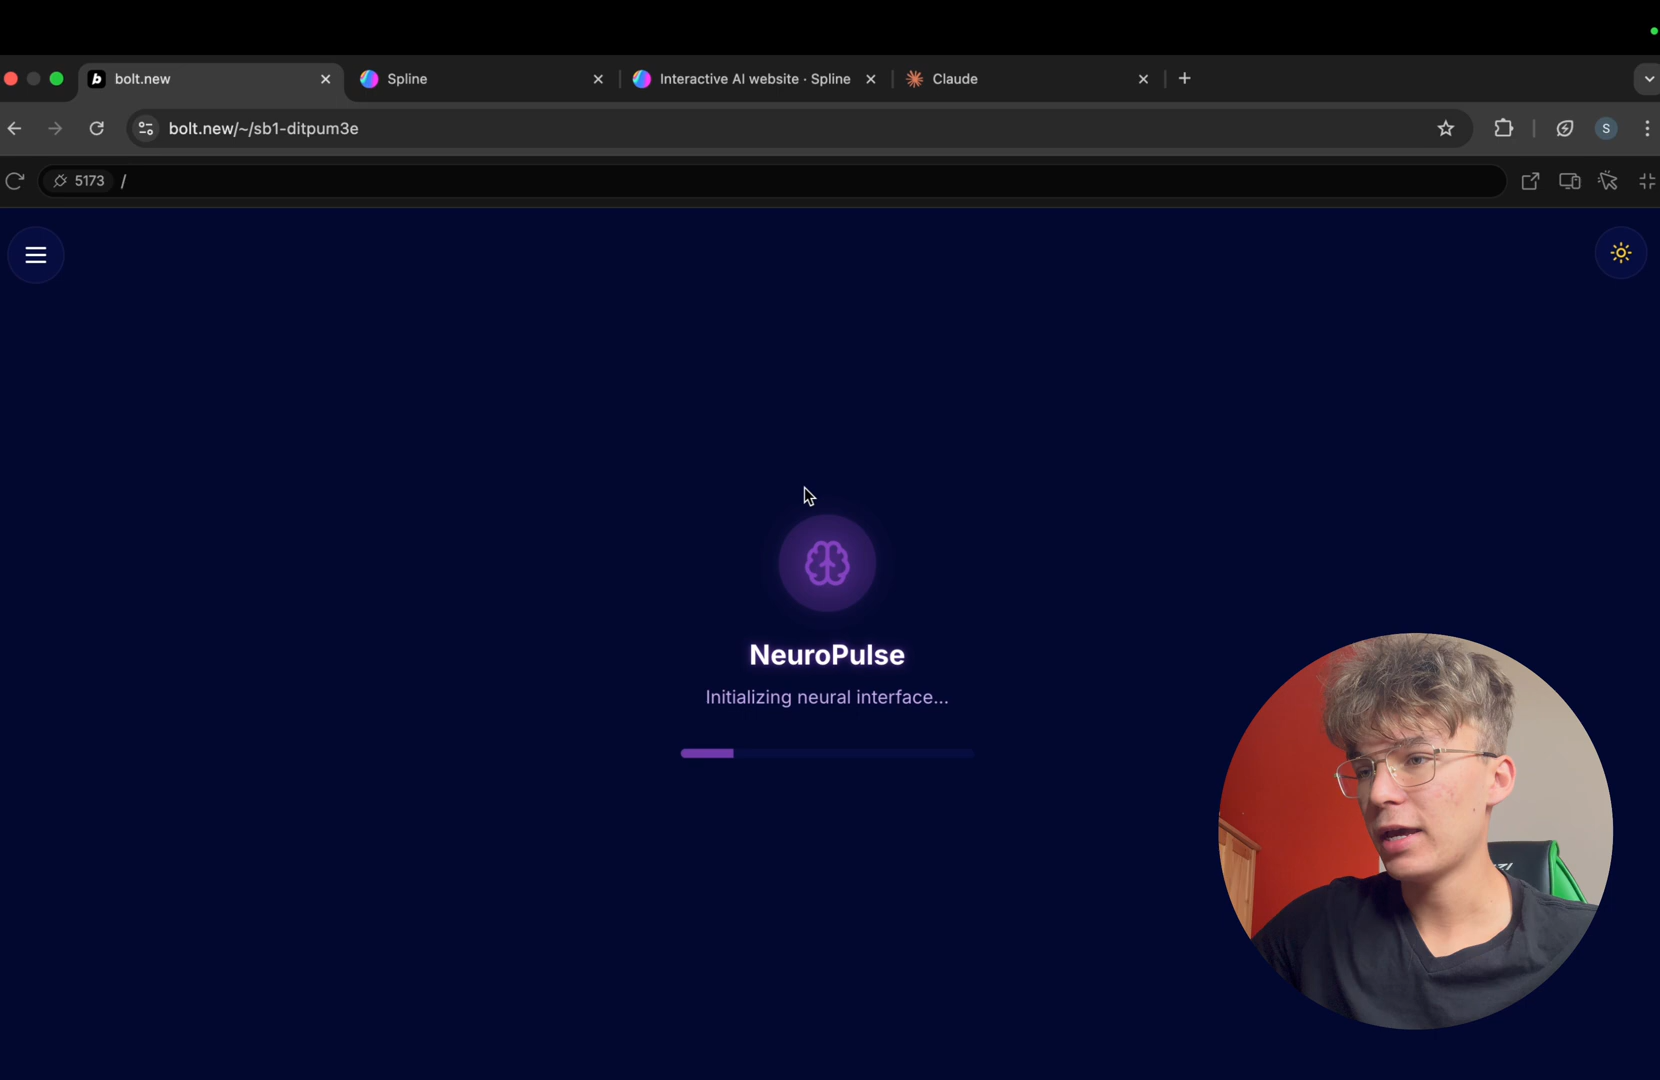 bolt.new
Spline
Interactive AI website · Spline
Claude
bolt.new/~/sb1-ditpum3e
S
5173 /
NeuroPulse
Initializing neural interface...